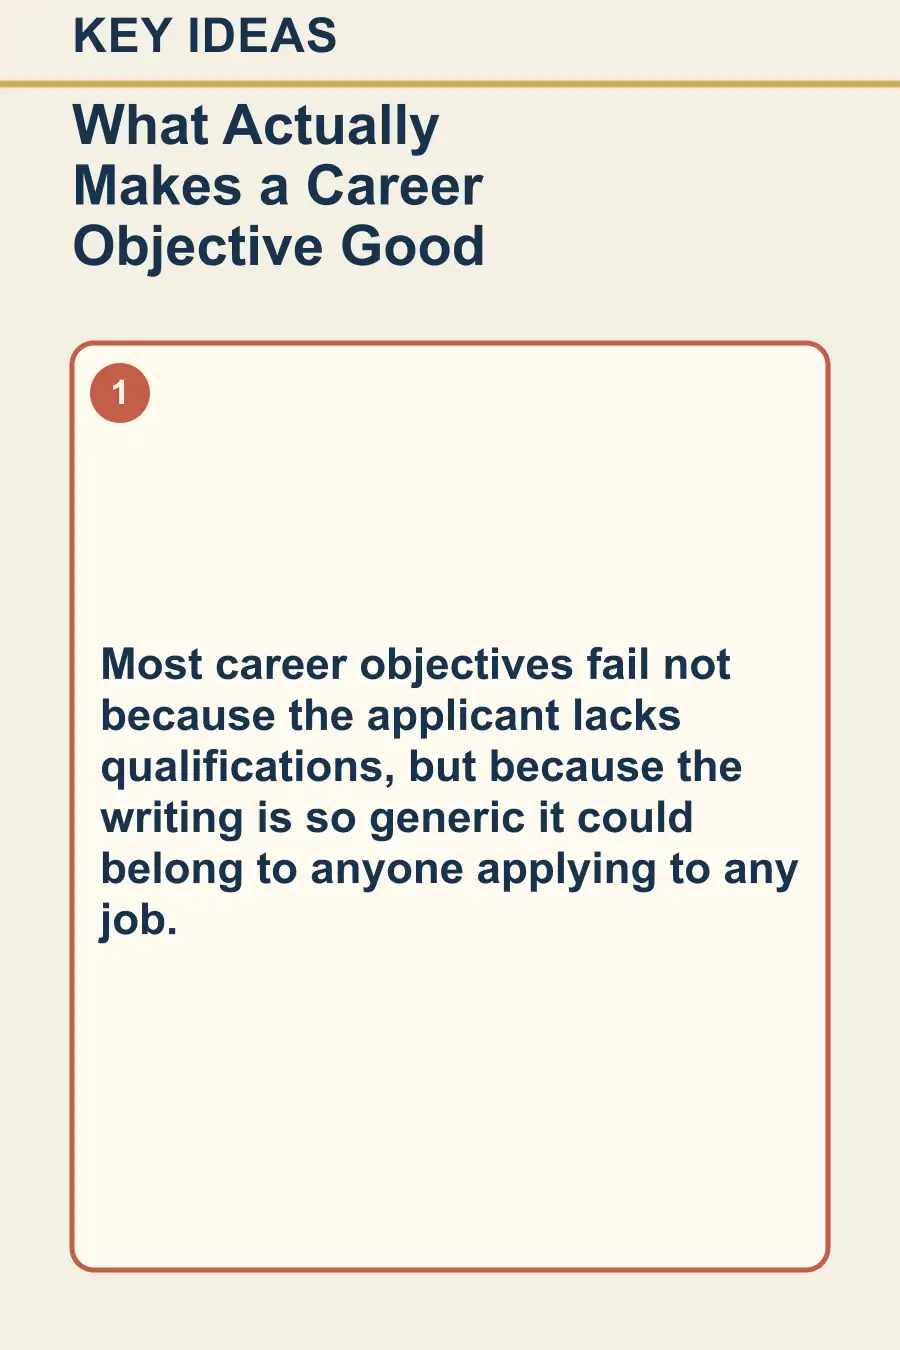 KEY IDEAS
What Actually
Makes a Career
Objective Good
1
Most career objectives fail not
because the applicant lacks
qualifications, but because the
writing is so generic it could
belong to anyone applying to any
job.